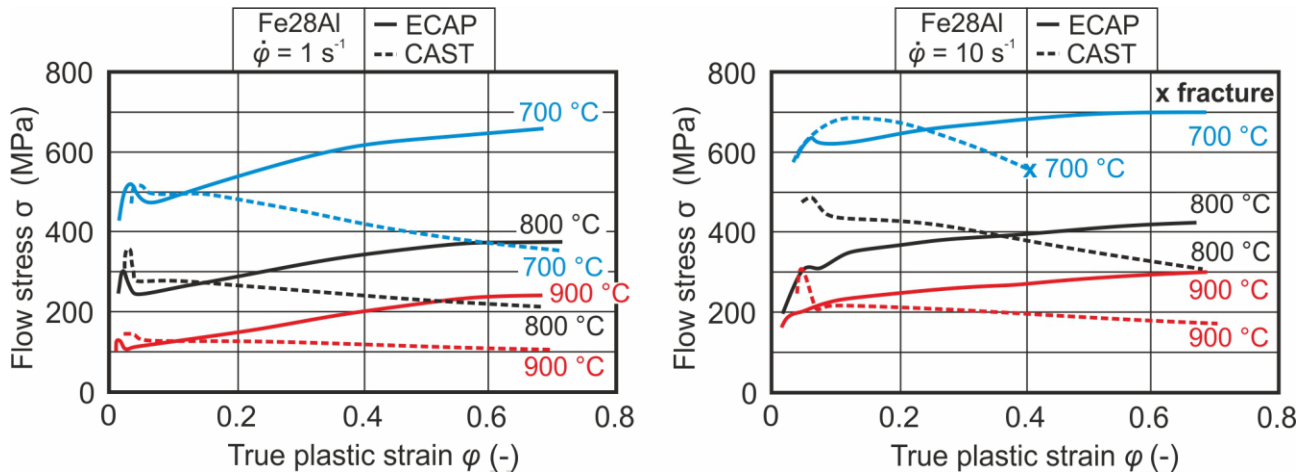 Fe28Al
φ̇ = 1 s⁻¹
ECAP
CAST
Flow stress σ (MPa)
800
600
400
200
0
0
0.2
0.4
0.6
0.8
True plastic strain φ (-)
700 °C
800 °C
700 °C
900 °C
800 °C
900 °C
Fe28Al
φ̇ = 10 s⁻¹
ECAP
CAST
Flow stress σ (MPa)
800
600
400
200
0
0
0.2
0.4
0.6
0.8
True plastic strain φ (-)
x fracture
700 °C
x 700 °C
800 °C
800 °C
900 °C
900 °C